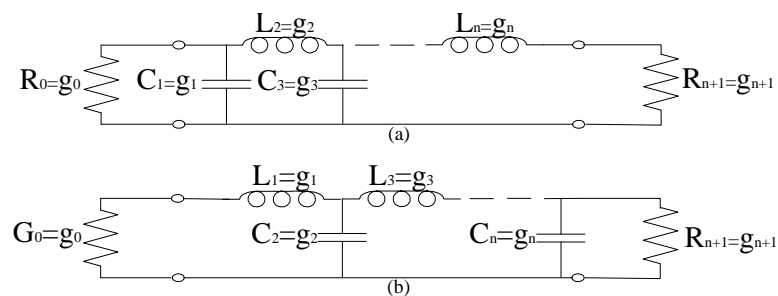 L₂=g₂ Lₙ=gₙ
R₀=g₀ C₁=g₁ C₃=g₃ Rₙ₊₁=gₙ₊₁
(a)
L₁=g₁ L₃=g₃
G₀=g₀ C₂=g₂ Cₙ=gₙ Rₙ₊₁=gₙ₊₁
(b)